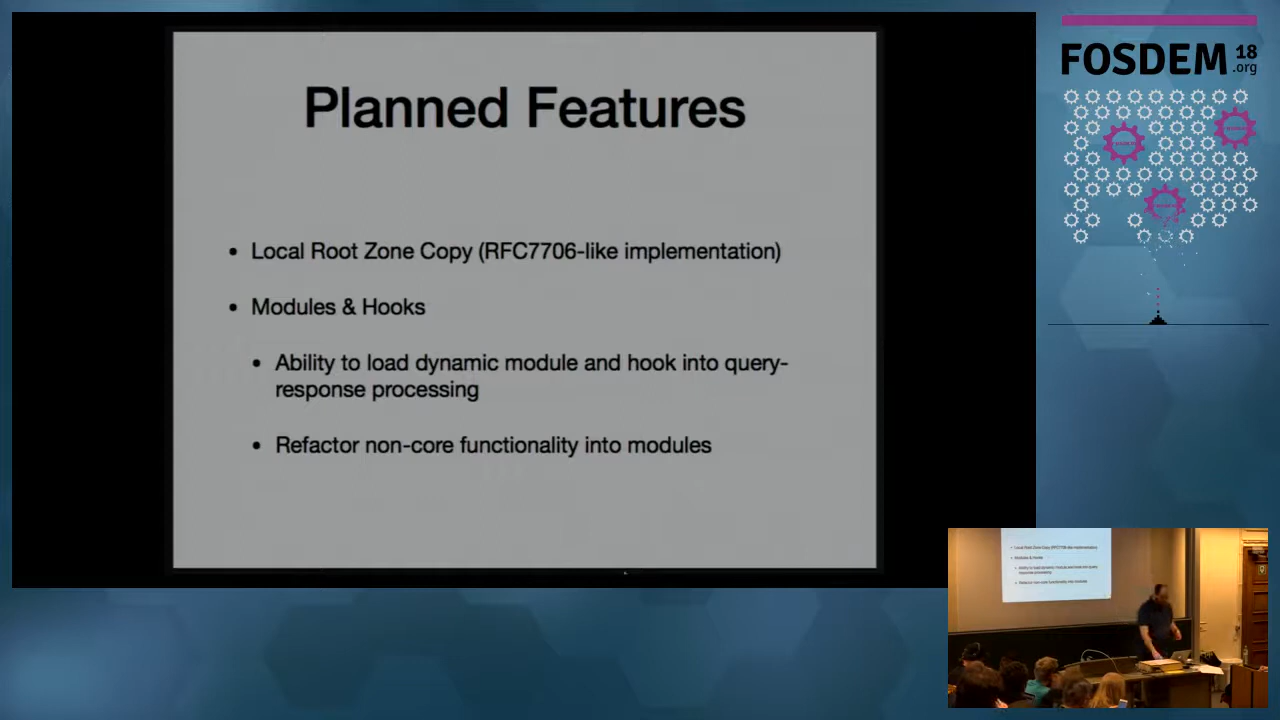 Planned Features
• Local Root Zone Copy (RFC7706-like implementation)
• Modules & Hooks
• Ability to load dynamic module and hook into query-
response processing
• Refactor non-core functionality into modules
FOSDEM 18
.org